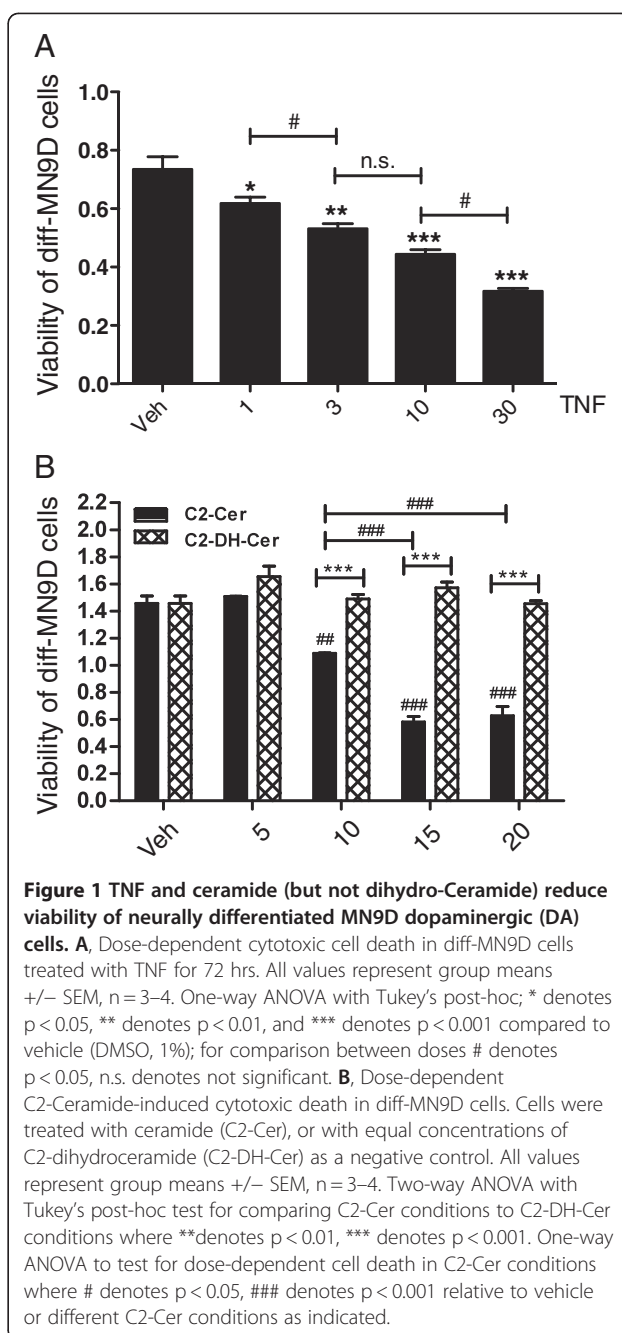 A
Viability of diff-MN9D cells
1.0
0.8
0.6
0.4
0.2
0.0
#
n.s.
#
*
**
***
***
Veh
1
3
10
30
TNF
B
Viability of diff-MN9D cells
2.2
2.0
1.8
1.6
1.4
1.2
1.0
0.8
0.6
0.4
0.2
0.0
C2-Cer
C2-DH-Cer
###
###
***
***
***
##
###
###
Veh
5
10
15
20
Figure 1 TNF and ceramide (but not dihydro-Ceramide) reduce
viability of neurally differentiated MN9D dopaminergic (DA)
cells. A, Dose-dependent cytotoxic cell death in diff-MN9D cells
treated with TNF for 72 hrs. All values represent group means
+/− SEM, n = 3–4. One-way ANOVA with Tukey's post-hoc; * denotes
p < 0.05, ** denotes p < 0.01, and *** denotes p < 0.001 compared to
vehicle (DMSO, 1%); for comparison between doses # denotes
p < 0.05, n.s. denotes not significant. B, Dose-dependent
C2-Ceramide-induced cytotoxic death in diff-MN9D cells. Cells were
treated with ceramide (C2-Cer), or with equal concentrations of
C2-dihydroceramide (C2-DH-Cer) as a negative control. All values
represent group means +/− SEM, n = 3–4. Two-way ANOVA with
Tukey's post-hoc test for comparing C2-Cer conditions to C2-DH-Cer
conditions where **denotes p < 0.01, *** denotes p < 0.001. One-way
ANOVA to test for dose-dependent cell death in C2-Cer conditions
where # denotes p < 0.05, ### denotes p < 0.001 relative to vehicle
or different C2-Cer conditions as indicated.